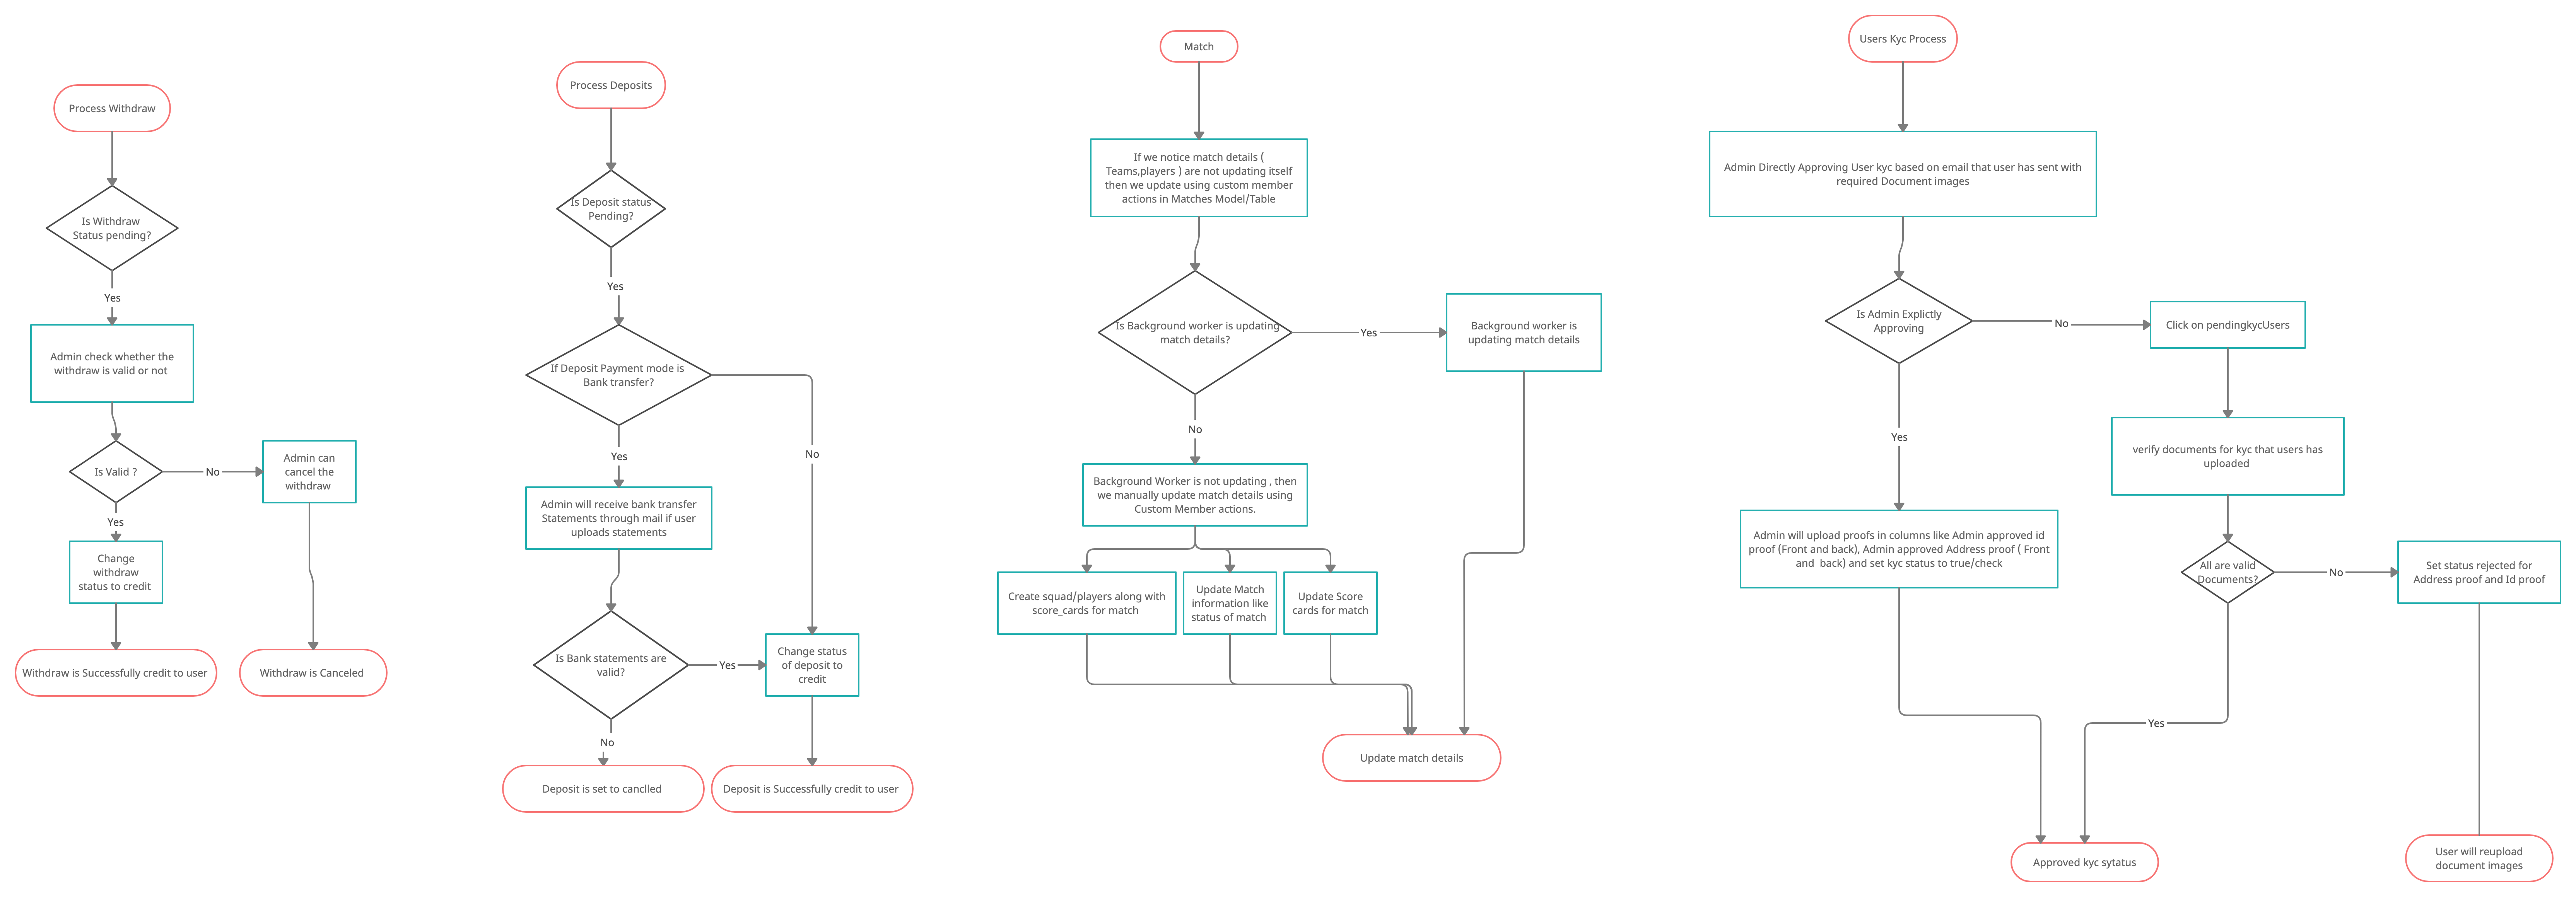 Process Withdraw
Is Withdraw
Status pending?
Yes
Admin check whether the
withdraw is valid or not
Is Valid ?
No
Admin can
cancel the
withdraw
Yes
Change
withdraw
status to credit
Withdraw is Successfully credit to user
Withdraw is Canceled
Process Deposits
Is Deposit status
Pending?
Yes
If Deposit Payment mode is
Bank transfer?
Yes
No
Admin will receive bank transfer
Statements through mail if user
uploads statements
Is Bank statements are
valid?
Yes
Change status
of deposit to
credit
No
Deposit is set to canclled
Deposit is Successfully credit to user
Match
If we notice match details (
Teams,players ) are not updating itself
then we update using custom member
actions in Matches Model/Table
Is Background worker is updating
match details?
Yes
Background worker is
updating match details
No
Background Worker is not updating , then
we manually update match details using
Custom Member actions.
Create squad/players along with
score_cards for match
Update Match
information like
status of match
Update Score
cards for match
Update match details
Users Kyc Process
Admin Directly Approving User kyc based on email that user has sent with
required Document images
Is Admin Explictly
Approving
No
Click on pendingkycUsers
Yes
verify documents for kyc that users has
uploaded
Admin will upload proofs in columns like Admin approved id
proof (Front and back), Admin approved Address proof ( Front
and  back) and set kyc status to true/check
All are valid
Documents?
No
Set status rejected for
Address proof and Id proof
Yes
Approved kyc sytatus
User will reupload
document images